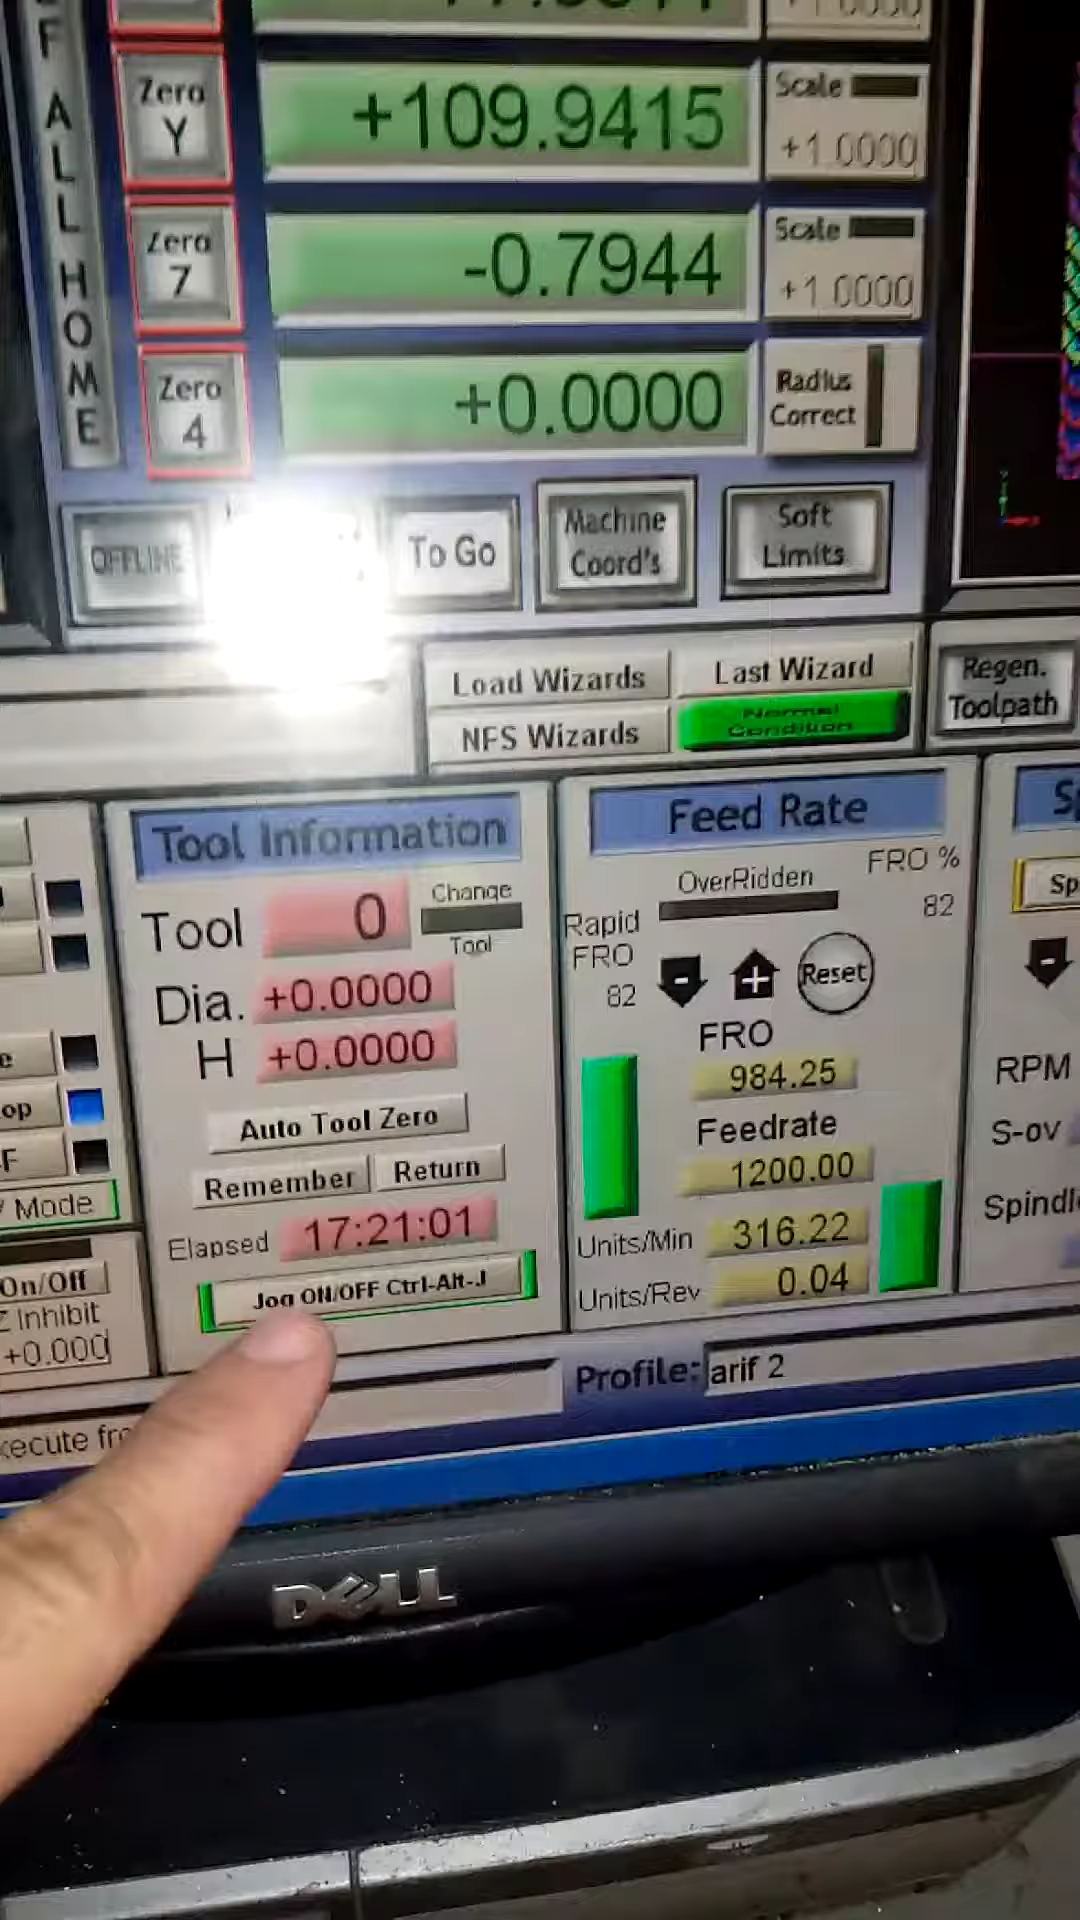 F
A
L
L
H
O
M
E
+1.0000
Zero
Y
+109.9415
Scale
+1.0000
Zero
-0.7944
Scale
+1.0000
Zero
4
+0.0000
Radius
Correct
OFFLINE
To Go
Machine
Coord's
Soft
Limits
Load Wizards
Last Wizard
NFS Wizards
Normal
Condition
Regen.
Toolpath
Tool Information
Tool 0
Change
Tool
Dia. +0.0000
H +0.0000
Auto Tool Zero
Remember
Return
Elapsed 17:21:01
Jog ON/OFF Ctrl-Alt-J
Feed Rate
OverRidden
FRO %
82
Rapid
FRO
82
-
+
Reset
FRO
984.25
Feedrate
1200.00
Units/Min 316.22
Units/Rev 0.04
Sp
-
RPM
S-ov
Spindle
e
op
F
Mode
On/Off
Z Inhibit
+0.000
Profile: arif 2
DELL